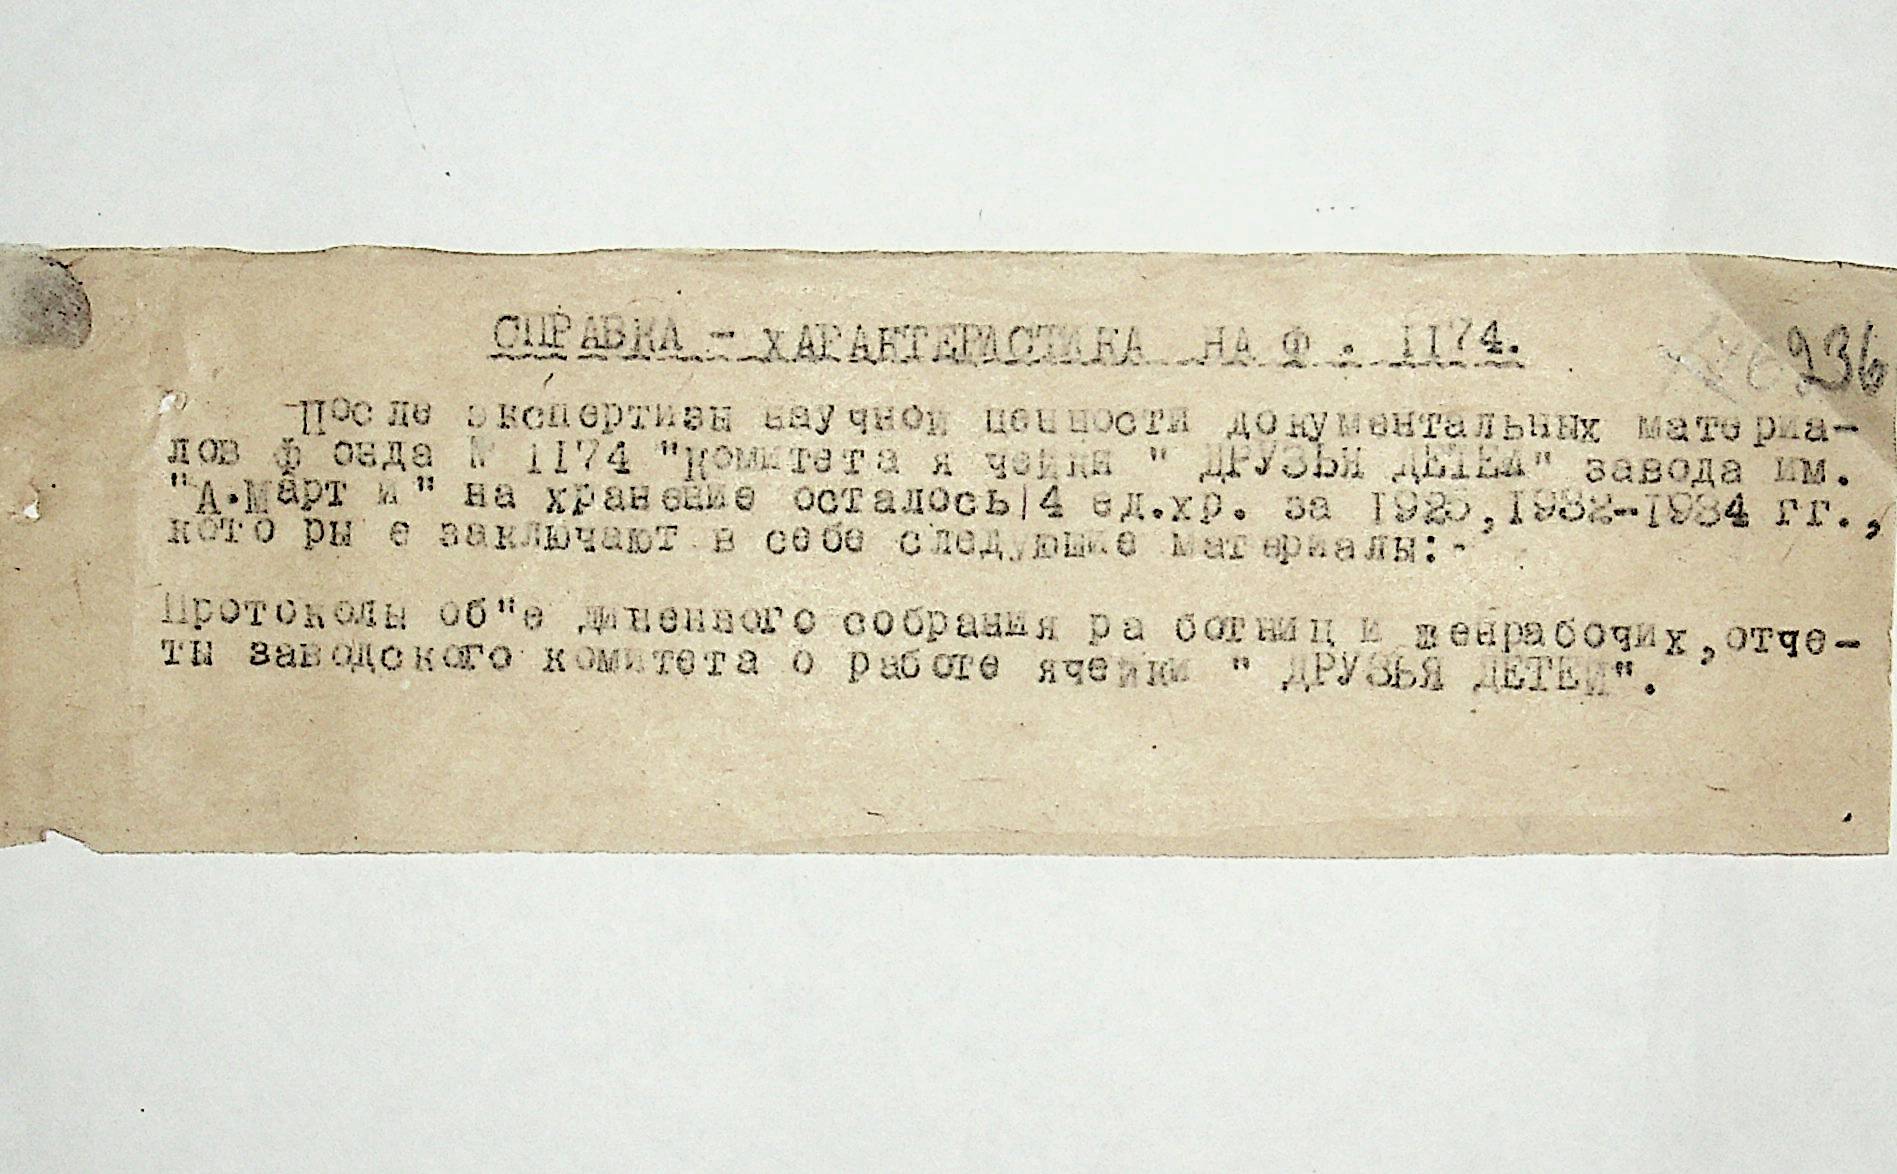 СПРАВКА - ХАРАКТЕРИСТИКА НА Ф. 1174.
236
После экспертизы научной ценности документальных материа-
лов фонда № 1174 "Комитета ячейки " ДРУЗЬЯ ДЕТЕЙ" завода им.
"А.Марти" на хранение осталось 4 ед.хр. за 1925,1932-1934 гг.,
которые заключают в себе следующие материалы:-
Протоколы об"единенного собрания работниц и женрабочих,отче-
ты заводского комитета о работе ячейки " ДРУЗЬЯ ДЕТЕЙ".